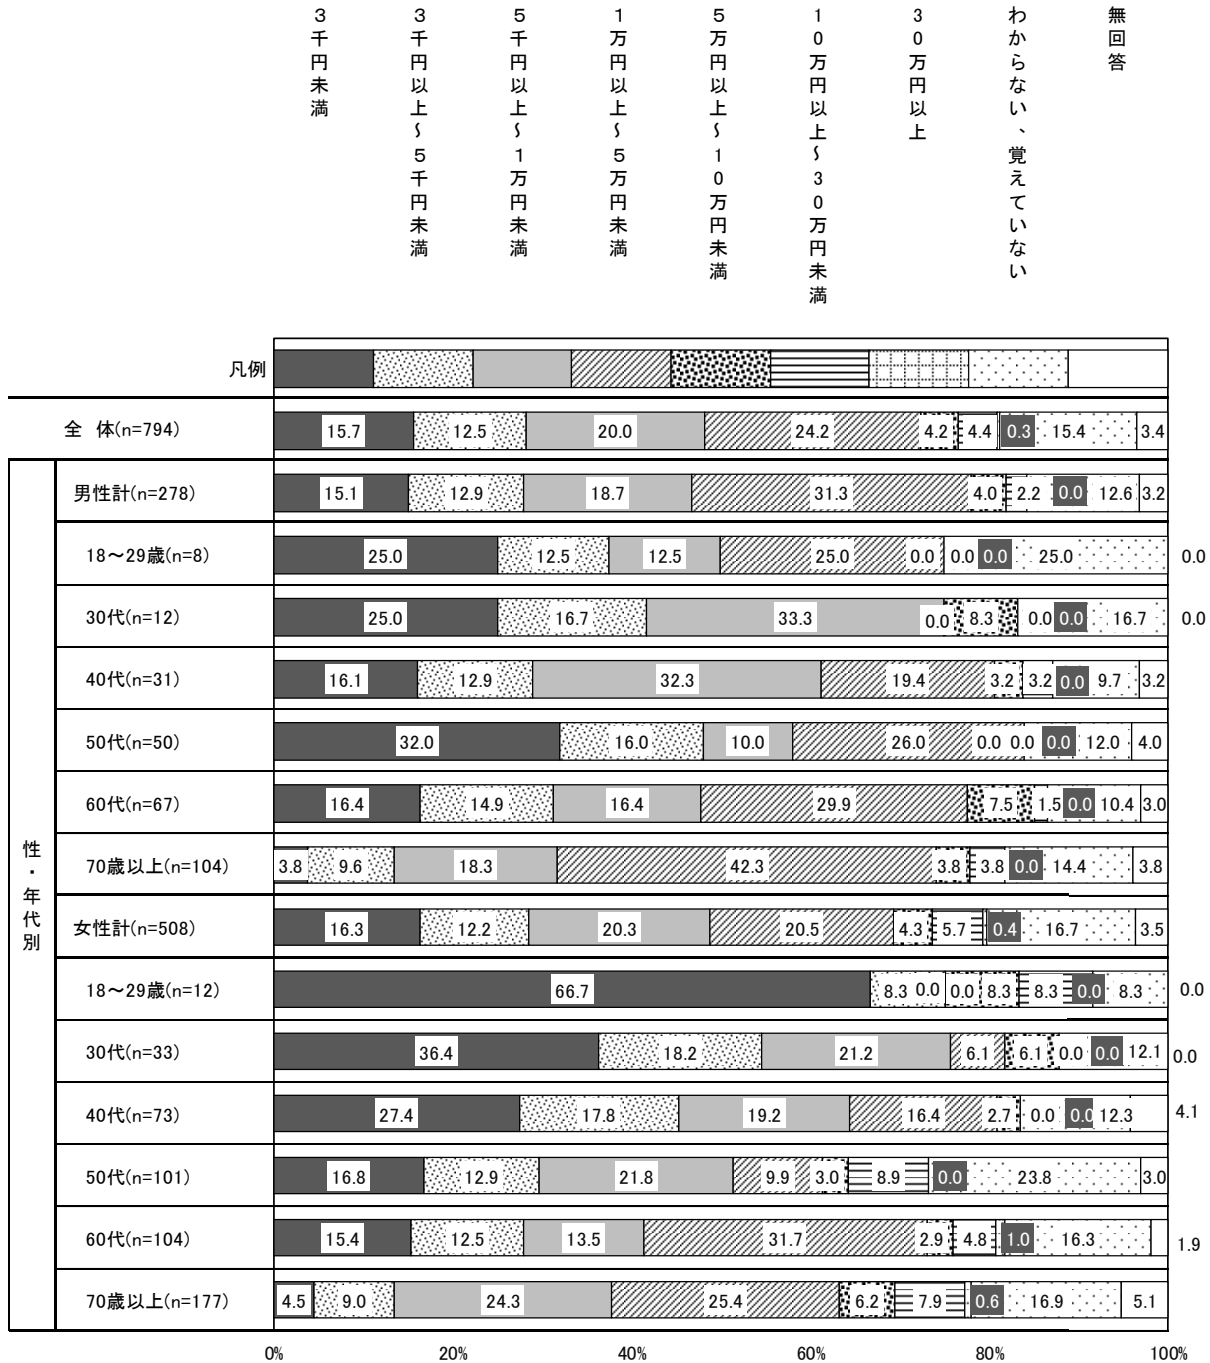 3千円未満
3千円以上~5千円未満
5千円以上~1万円未満
1万円以上~5万円未満
5万円以上~10万円未満
10万円以上~30万円未満
30万円以上
わからない、覚えていない
無回答
凡例
全 体(n=794) 15.7 12.5 20.0 24.2 4.2 4.4 0.3 15.4 3.4
性・年代別
男性計(n=278) 15.1 12.9 18.7 31.3 4.0 2.2 0.0 12.6 3.2
18~29歳(n=8) 25.0 12.5 12.5 25.0 0.0 0.0 0.0 25.0 0.0
30代(n=12) 25.0 16.7 33.3 0.0 8.3 0.0 0.0 16.7 0.0
40代(n=31) 16.1 12.9 32.3 19.4 3.2 3.2 0.0 9.7 3.2
50代(n=50) 32.0 16.0 10.0 26.0 0.0 0.0 0.0 12.0 4.0
60代(n=67) 16.4 14.9 16.4 29.9 7.5 1.5 0.0 10.4 3.0
70歳以上(n=104) 3.8 9.6 18.3 42.3 3.8 3.8 0.0 14.4 3.8
女性計(n=508) 16.3 12.2 20.3 20.5 4.3 5.7 0.4 16.7 3.5
18~29歳(n=12) 66.7 8.3 0.0 0.0 8.3 8.3 0.0 8.3 0.0
30代(n=33) 36.4 18.2 21.2 6.1 6.1 0.0 0.0 12.1 0.0
40代(n=73) 27.4 17.8 19.2 16.4 2.7 0.0 0.0 12.3 4.1
50代(n=101) 16.8 12.9 21.8 9.9 3.0 8.9 0.0 23.8 3.0
60代(n=104) 15.4 12.5 13.5 31.7 2.9 4.8 1.0 16.3 1.9
70歳以上(n=177) 4.5 9.0 24.3 25.4 6.2 7.9 0.6 16.9 5.1
0% 20% 40% 60% 80% 100%